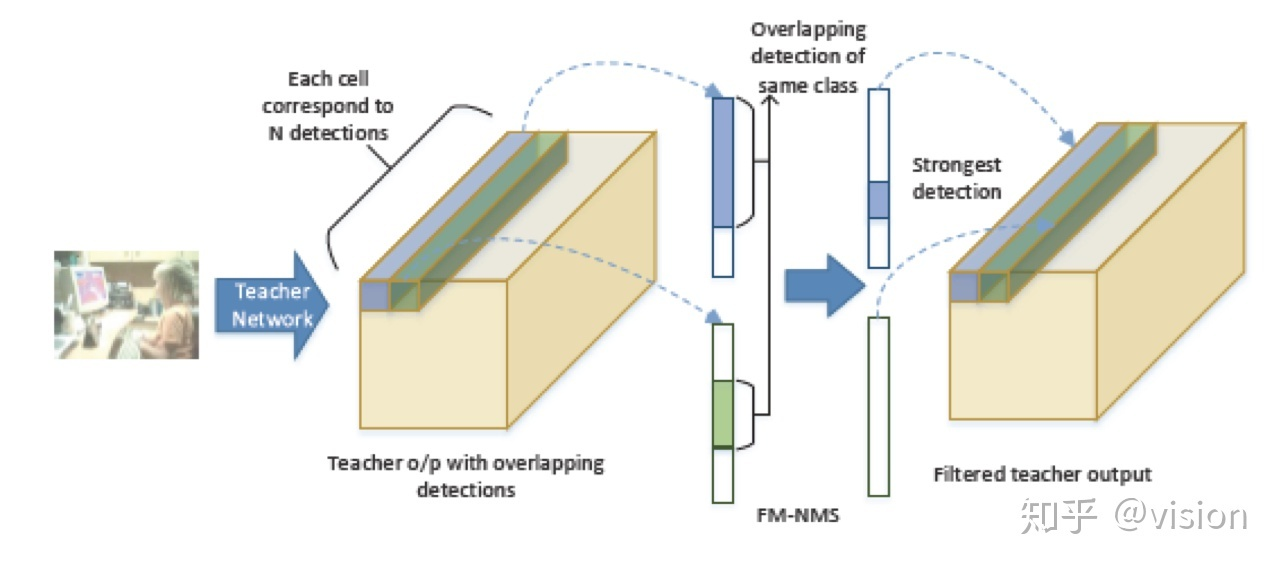 Each cell
correspond to
N detections
Overlapping
detection of
same class
Strongest
detection
Teacher
Network
Teacher o/p with overlapping
detections
FM-NMS
Filtered teacher output
知乎 @vision